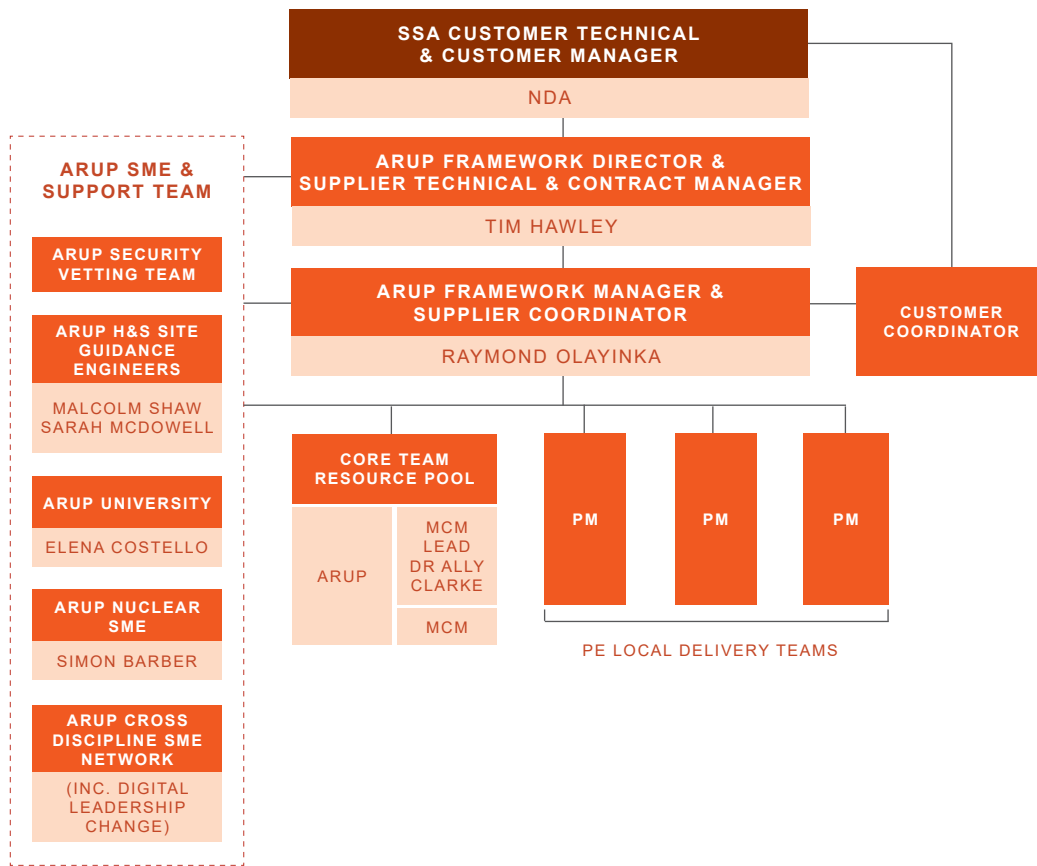 SSA CUSTOMER TECHNICAL
& CUSTOMER MANAGER
NDA
ARUP FRAMEWORK DIRECTOR &
SUPPLIER TECHNICAL & CONTRACT MANAGER
TIM HAWLEY
ARUP FRAMEWORK MANAGER &
SUPPLIER COORDINATOR
RAYMOND OLAYINKA
CUSTOMER
COORDINATOR
ARUP SME &
SUPPORT TEAM
ARUP SECURITY
VETTING TEAM
ARUP H&S SITE
GUIDANCE
ENGINEERS
MALCOLM SHAW
SARAH MCDOWELL
ARUP UNIVERSITY
ELENA COSTELLO
ARUP NUCLEAR
SME
SIMON BARBER
ARUP CROSS
DISCIPLINE SME
NETWORK
(INC. DIGITAL
LEADERSHIP
CHANGE)
CORE TEAM
RESOURCE POOL
ARUP
MCM
LEAD
DR ALLY
CLARKE
MCM
PM
PM
PM
PE LOCAL DELIVERY TEAMS